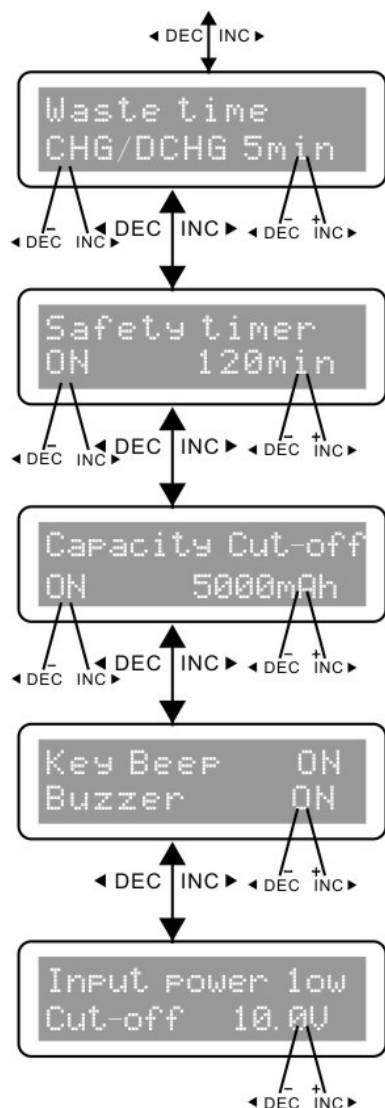 ◄ DEC INC ►
Waste time
CHG/DCHG 5min
− − +
◄ DEC INC ► ◄ DEC INC ► ◄ DEC INC ►
Safety timer
ON 120min
− − +
◄ DEC INC ► ◄ DEC INC ► ◄ DEC INC ►
Capacity Cut-off
ON 5000mAh
− − +
◄ DEC INC ► ◄ DEC INC ► ◄ DEC INC ►
Key Beep ON
Buzzer ON
− +
◄ DEC INC ► ◄ DEC INC ►
Input power low
Cut-off 10.0V
− +
◄ DEC INC ►